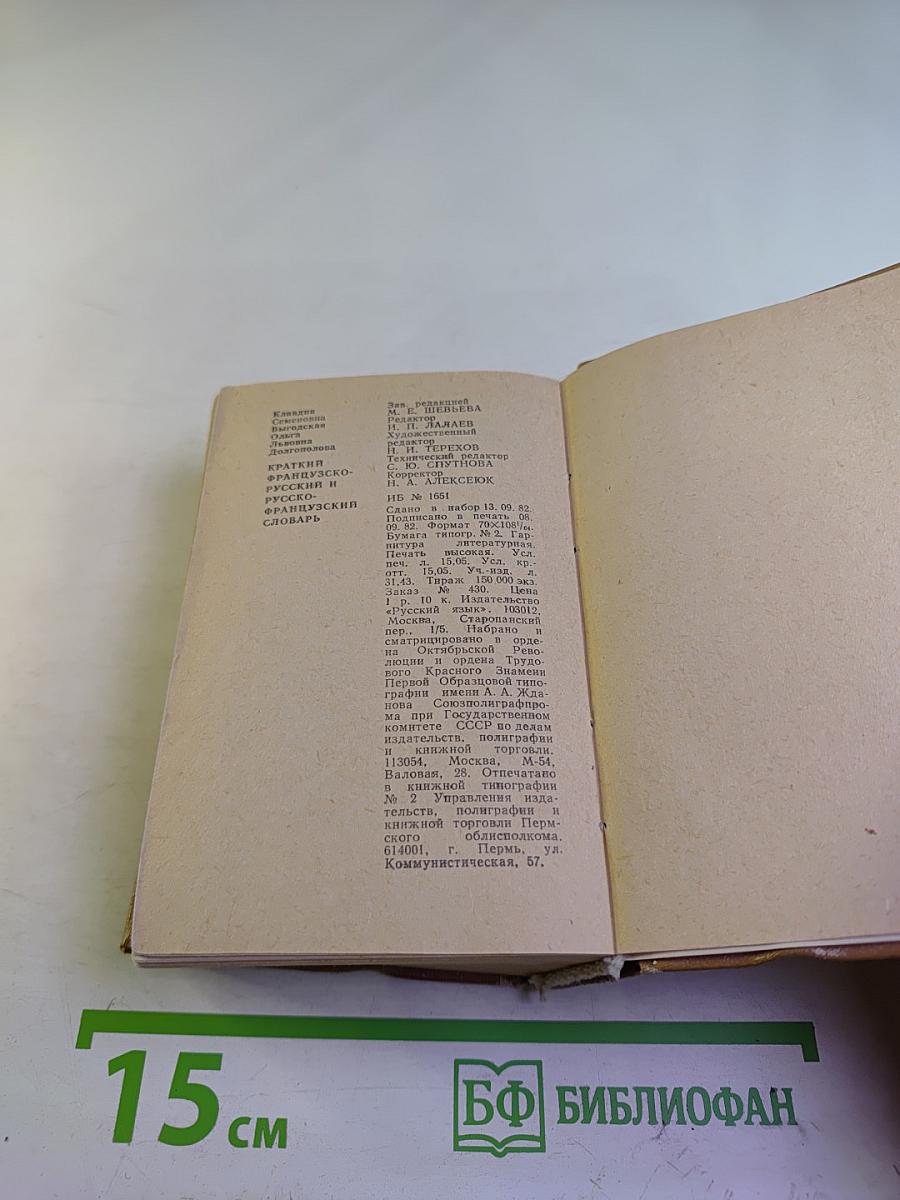 Клавдия
Семеновна
Выгодская
Ольга
Львовна
Долгополова
КРАТКИЙ
ФРАНЦУЗСКО-
РУССКИЙ И
РУССКО-
ФРАНЦУЗСКИЙ
СЛОВАРЬ
Зав. редакцией
М. Е. ШЕВЬЕВА
Редактор
И. П. ЛАЛАЕВ
Художественный
редактор
Н. И. ТЕРЕХОВ
Технический редактор
С. Ю. СПУТНОВА
Корректор
Н. А. АЛЕКСЕЮК
ИБ № 1651
Сдано в набор 13. 09. 82.
Подписано в печать 08.
09. 82. Формат 70×108¹/₆₄.
Бумага типогр. № 2. Гар-
нитура литературная.
Печать высокая. Усл.
печ. л. 15,05. Усл. кр.-
отт. 15,05. Уч.-изд. л.
31,43. Тираж 150 000 экз.
Заказ № 430. Цена
1 р. 10 к. Издательство
«Русский язык». 103012,
Москва, Старопанский
пер., 1/5. Набрано и
сматрицировано в орде-
на Октябрьской Рево-
люции и ордена Трудо-
вого Красного Знамени
Первой Образцовой типо-
графии имени А. А. Жда-
нова Союзполиграфпро-
ма при Государственном
комитете СССР по делам
издательств, полиграфии
и книжной торговли.
113054, Москва, М-54,
Валовая, 28. Отпечатано
в книжной типографии
№ 2 Управления изда-
тельств, полиграфии и
книжной торговли Перм-
ского облисполкома.
614001, г. Пермь, ул.
Коммунистическая, 57.
15 см
БФ БИБЛИОФАН